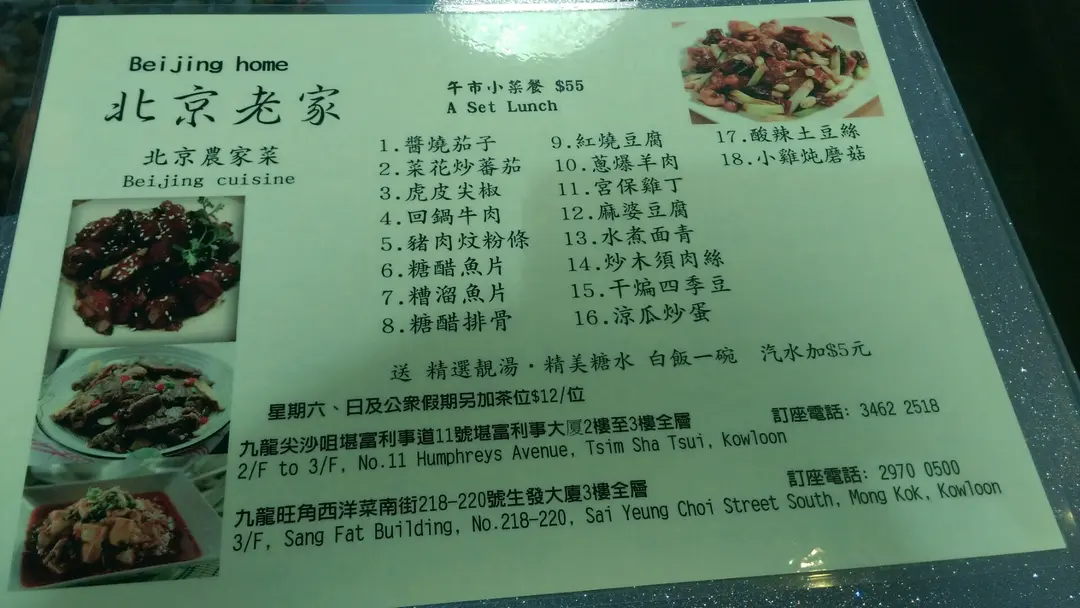 Beijing home
北京老家
北京農家菜
Beijing cuisine
午市小菜餐 $55
A Set Lunch
1.醬燒茄子
2.菜花炒蕃茄
3.虎皮尖椒
4.回鍋牛肉
5.豬肉炆粉條
6.糖醋魚片
7.糟溜魚片
8.糖醋排骨
9.紅燒豆腐
10.蔥爆羊肉
11.宮保雞丁
12.麻婆豆腐
13.水煮面青
14.炒木須肉絲
15.干煸四季豆
16.涼瓜炒蛋
17.酸辣土豆絲
18.小雞炖磨菇
送 精選靚湯·精美糖水 白飯一碗 汽水加$5元
星期六、日及公眾假期另加茶位$12/位
九龍尖沙咀堪富利事道11號堪富利事大厦2樓至3樓全層 訂座電話: 3462 2518
2/F to 3/F, No.11 Humphreys Avenue, Tsim Sha Tsui, Kowloon
九龍旺角西洋菜南街218-220號生發大廈3樓全層 訂座電話: 2970 0500
3/F, Sang Fat Building, No.218-220, Sai Yeung Choi Street South, Mong Kok, Kowloon